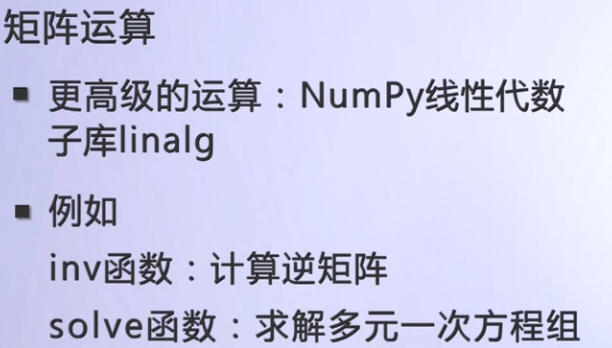 矩阵运算
更高级的运算：NumPy线性代数
子库linalg
例如
inv函数：计算逆矩阵
solve函数：求解多元一次方程组